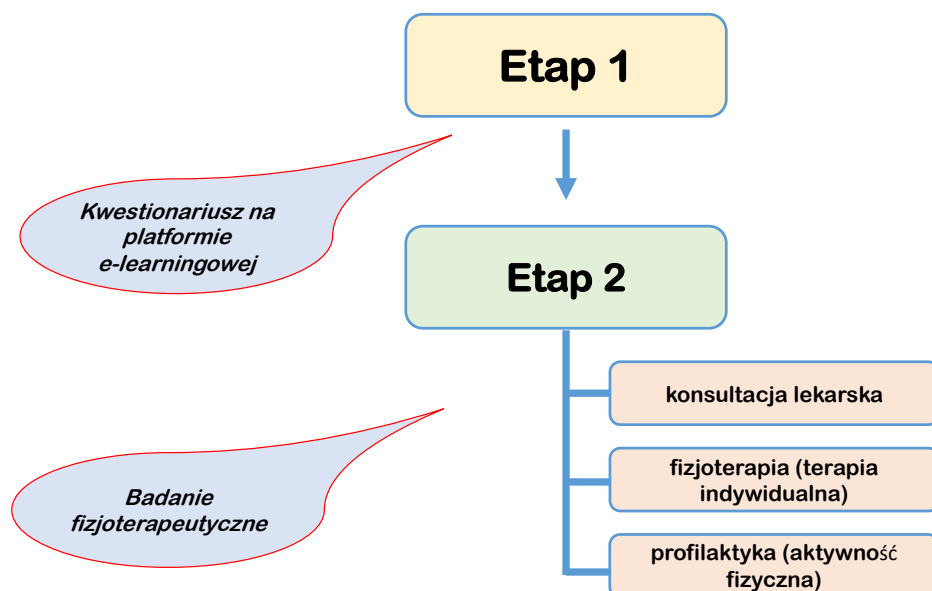 Etap 1
Kwestionariusz na
platformie
e-learningowej
Etap 2
konsultacja lekarska
fizjoterapia (terapia
indywidualna)
Badanie
fizjoterapeutyczne
profilaktyka (aktywność
fizyczna)